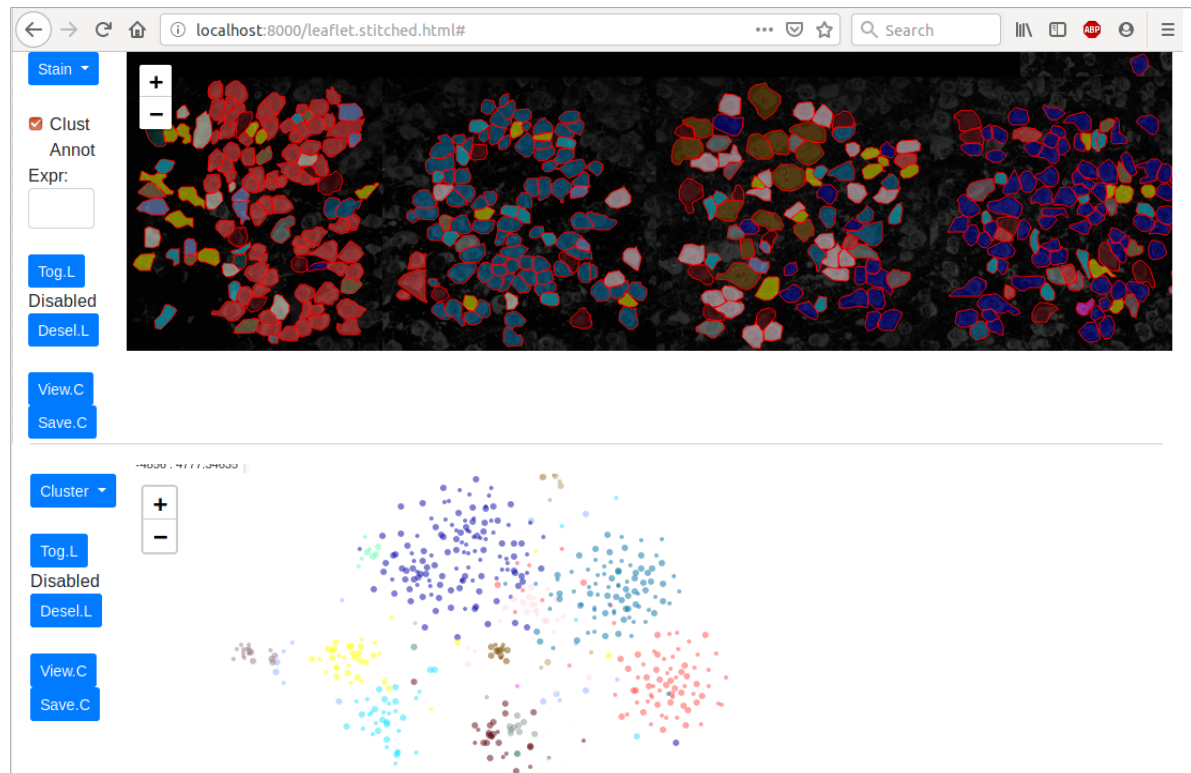 localhost:8000/leaflet.stitched.html#
Search
ABP
Stain
+
−
Clust
Annot
Expr:
Tog.L
Disabled
Desel.L
View.C
Save.C
Cluster
+
−
Tog.L
Disabled
Desel.L
View.C
Save.C